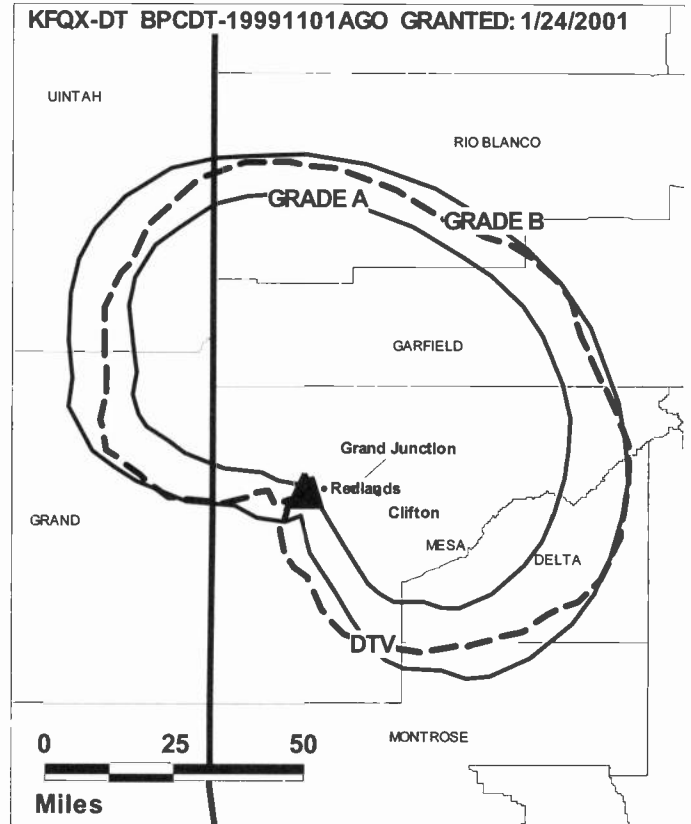 KFQX-DT BPCDT-19991101AGO GRANTED: 1/24/2001
UINTAH
RIO BLANCO
GRADE A
GRADE B
GARFIELD
Grand Junction
Redlands
Clifton
GRAND
MESA
DELTA
DTV
MONTROSE
0 25 50
Miles